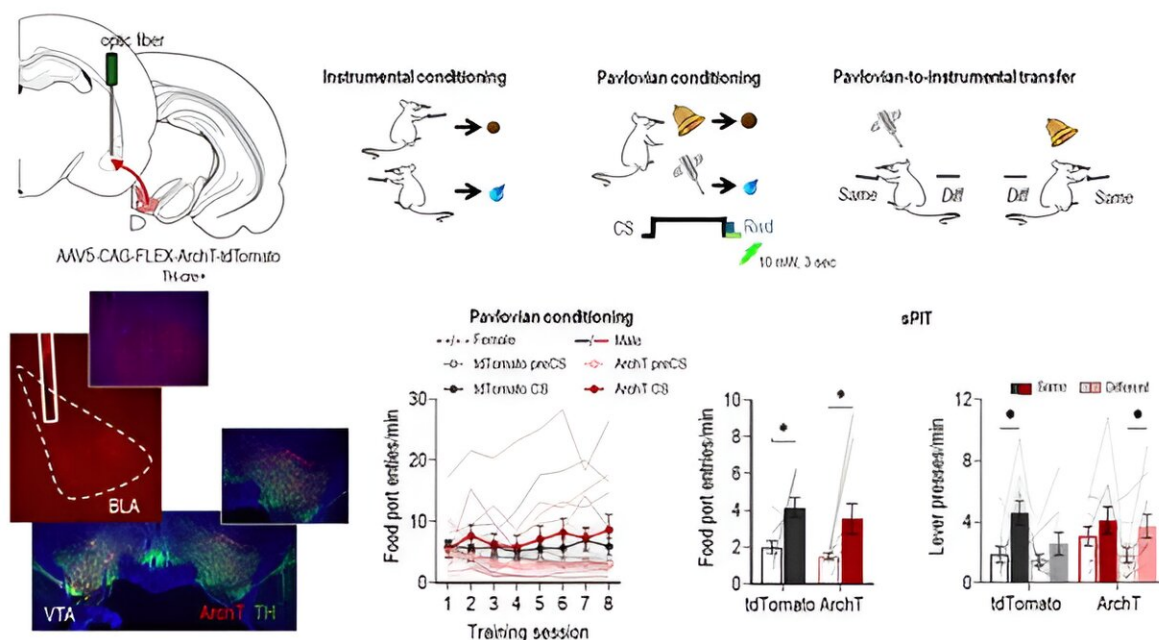 optic fiber
AAV5-CAG-FLEX-ArchT-tdTomato
TH-cre+
Instrumental conditioning
Pavlovian conditioning
CS
10 mW, 3 sec
Pavlovian-to-instrumental transfer
Same
Diff
Diff
Same
BLA
VTA
ArchT TH
Pavlovian conditioning
Female
Male
tdTomato preCS
ArchT preCS
tdTomato CS
ArchT CS
Food port entries/min
30
20
10
0
1 2 3 4 5 6 7 8
Training session
sPIT
Food port entries/min
10
8
6
4
2
0
*
*
tdTomato ArchT
Same
Different
Lever presses/min
12
8
4
0
*
*
tdTomato
ArchT